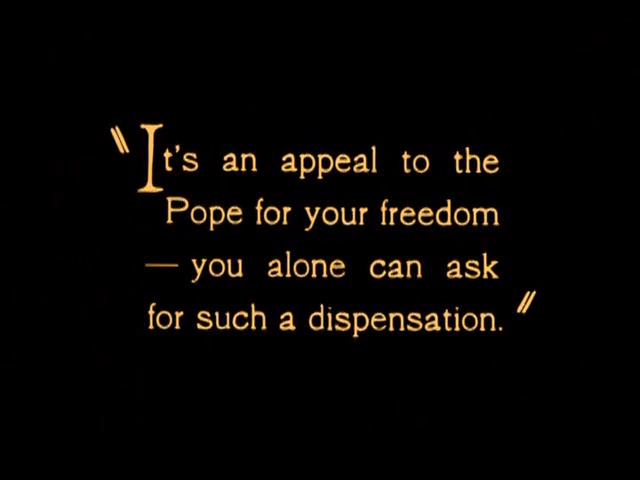 "It's an appeal to the
Pope for your freedom
— you alone can ask
for such a dispensation."